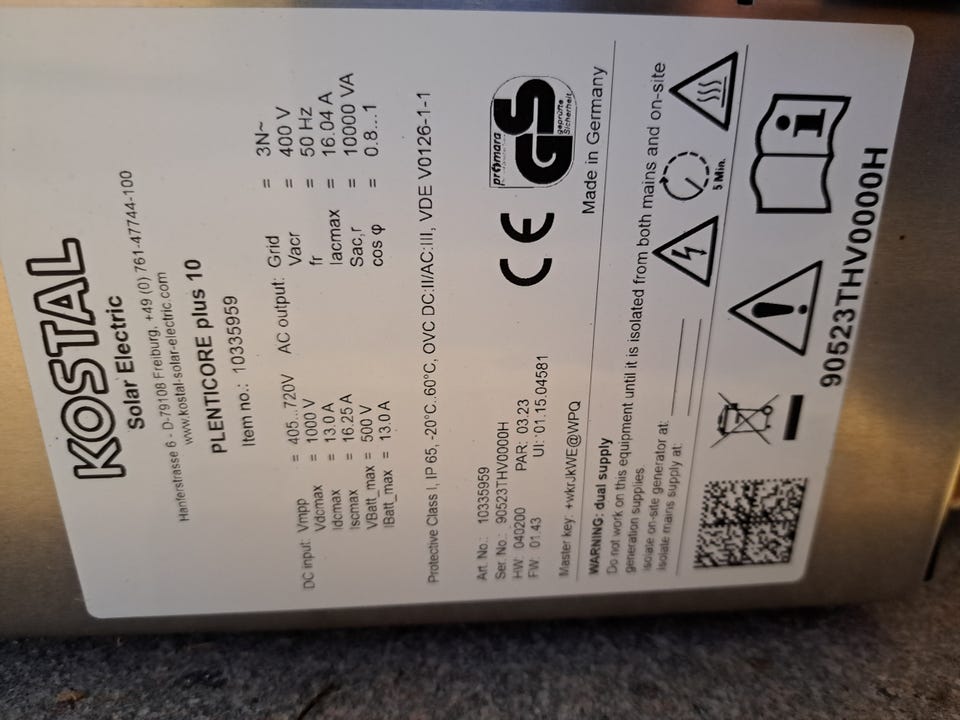 KOSTAL
Solar Electric
Hanferstrasse 6 - D-79108 Freiburg, +49 (0) 761-47744-100
www.kostal-solar-electric.com
PLENTICORE plus 10
Item no.: 10335959
DC input: Vmpp = 405...720V
Vdcmax = 1000 V
Idcmax = 13.0 A
Iscmax = 16.25 A
VBatt_max = 500 V
IBatt_max = 13.0 A
AC output: Grid = 3N~
Vacr = 400 V
fr = 50 Hz
Iacmax = 16.04 A
Sac,r = 10000 VA
cos φ = 0.8...1
Protective Class I, IP 65, -20°C..60°C, OVC DC:II/AC:III, VDE V0126-1-1
Art. No.: 10335959
Ser. No.: 90523THV0000H
HW: 040200 PAR: 03.23
FW: 01.43 UI: 01.15.04581
CE
promara
GS
geprüfte
Sicherheit
Master key: +wkrJkWE@WPQ
Made in Germany
WARNING: dual supply
Do not work on this equipment until it is isolated from both mains and on-site
generation supplies
Isolate on-site generator at:
Isolate mains supply at:
5 Min.
90523THV0000H